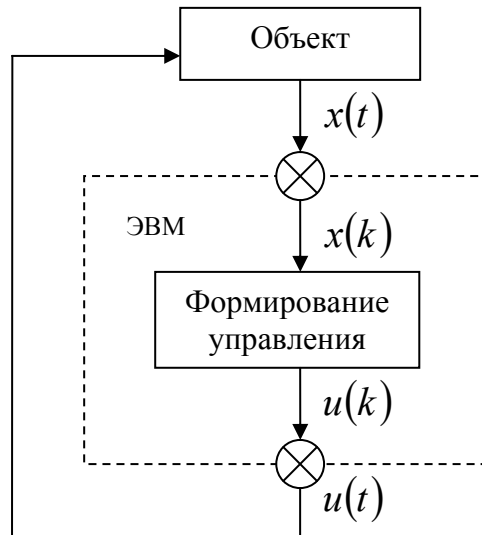 Объект
x(t)
ЭВМ
x(k)
Формирование
управления
u(k)
u(t)